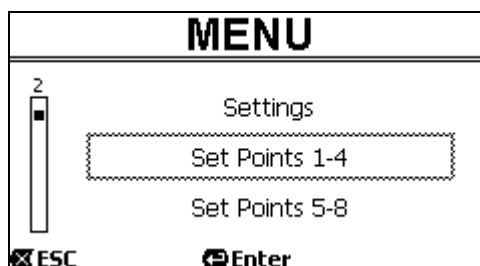 MENU
2
Settings
Set Points 1-4
Set Points 5-8
ESC Enter